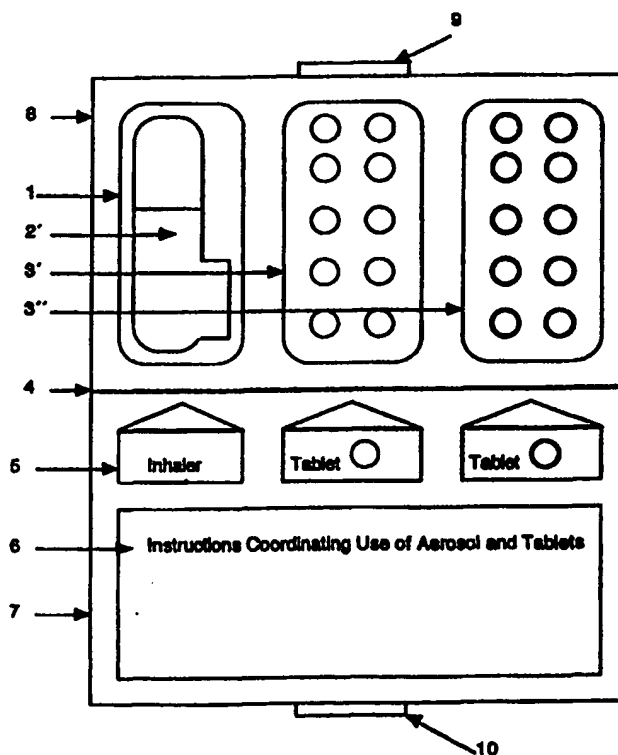 9
8
1
2'
3'
3''
4
5
Inhaler
Tablet
Tablet
6
Instructions Coordinating Use of Aerosol and Tablets
7
10